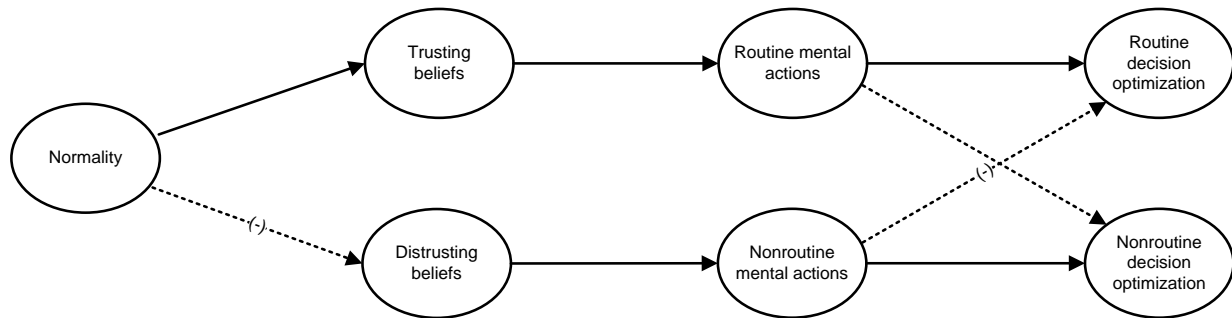 Trusting
beliefs
Routine mental
actions
Routine
decision
optimization
Normality
(-)
(-)
Distrusting
beliefs
Nonroutine
mental actions
Nonroutine
decision
optimization